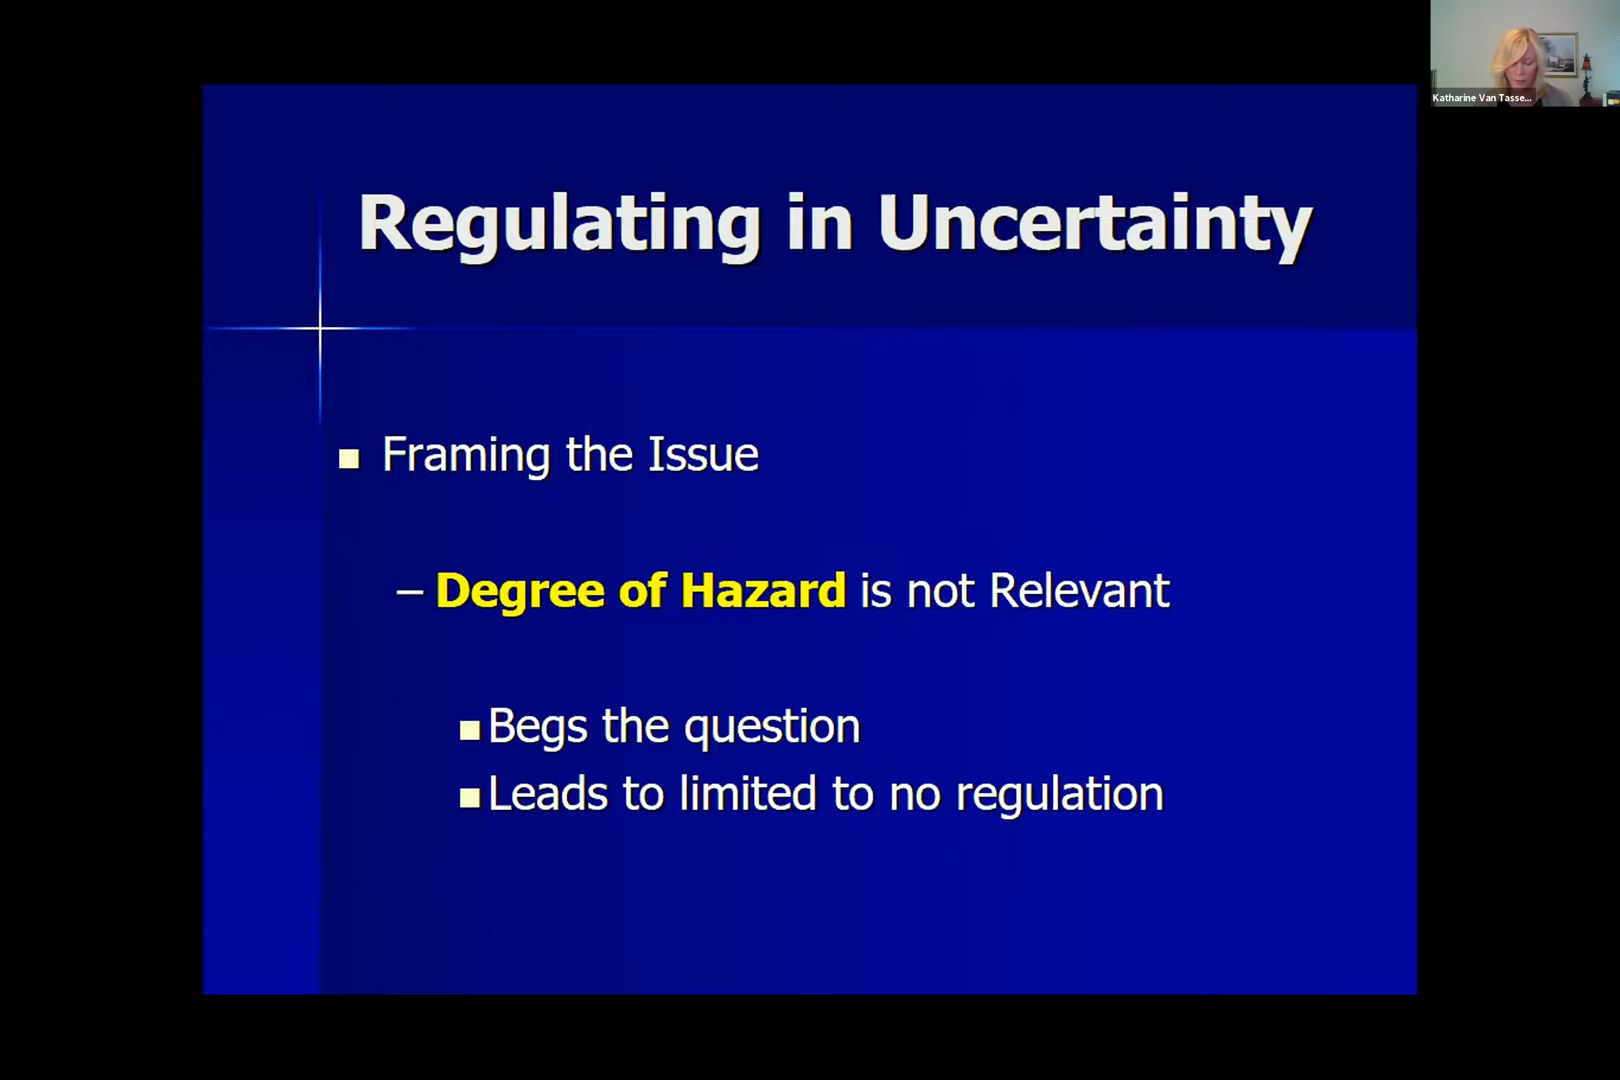 Katharine Van Tasse...
Regulating in Uncertainty
Framing the Issue
– Degree of Hazard is not Relevant
Begs the question
Leads to limited to no regulation